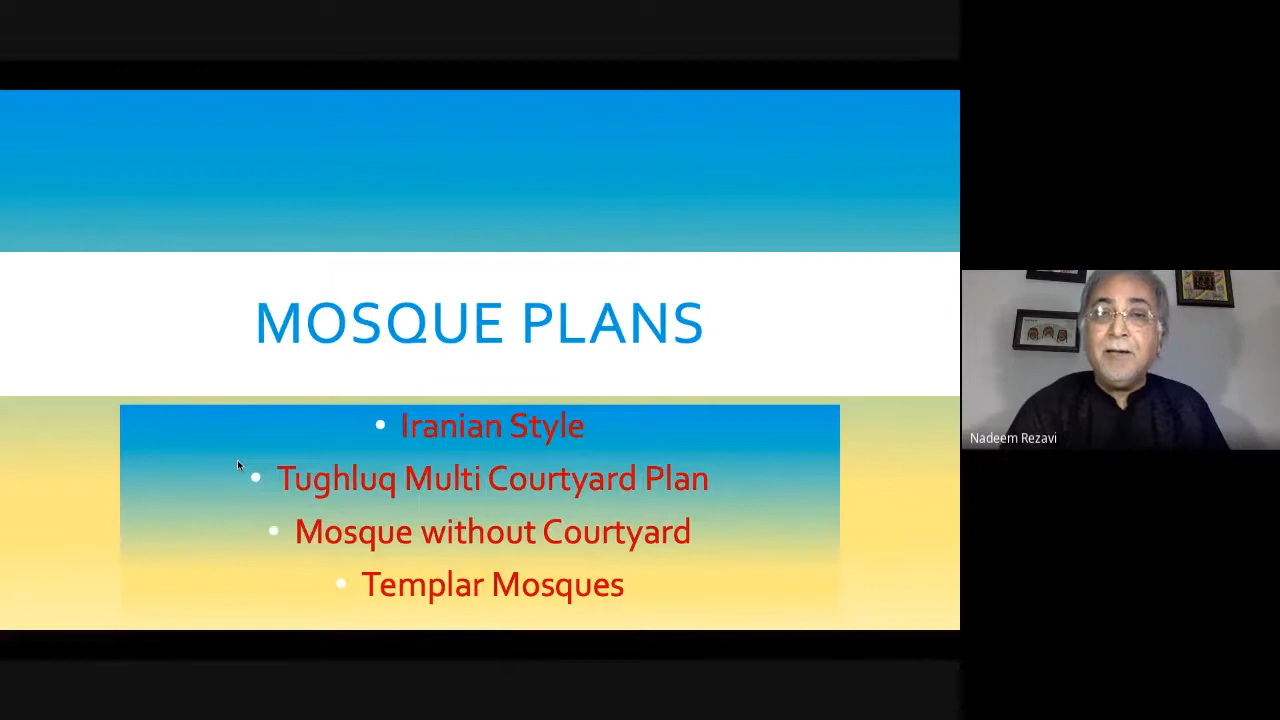 MOSQUE PLANS
• Iranian Style
• Tughluq Multi Courtyard Plan
• Mosque without Courtyard
• Templar Mosques
Nadeem Rezavi